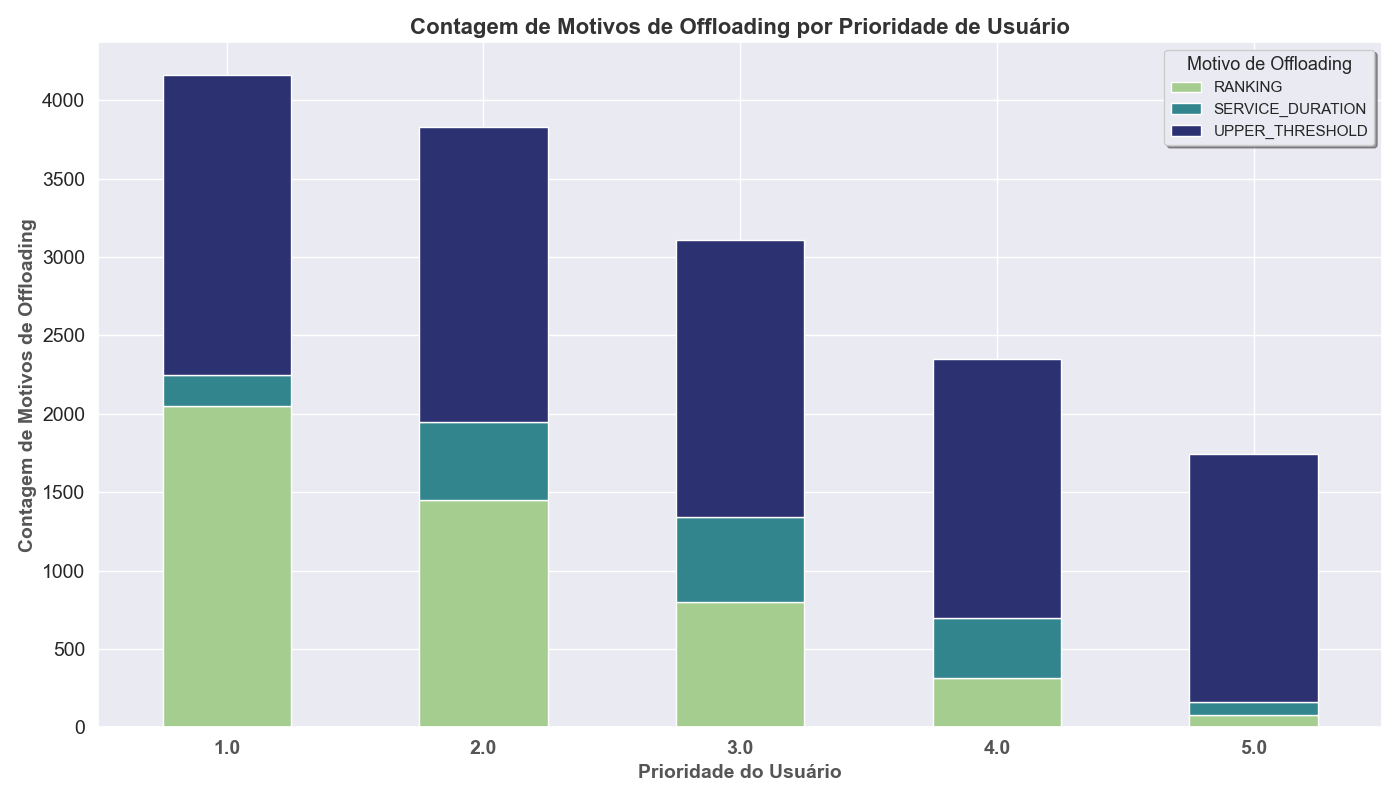 Contagem de Motivos de Offloading por Prioridade de Usuário
Motivo de Offloading
RANKING
SERVICE_DURATION
UPPER_THRESHOLD
Contagem de Motivos de Offloading
4000
3500
3000
2500
2000
1500
1000
500
0
1.0 2.0 3.0 4.0 5.0
Prioridade do Usuário